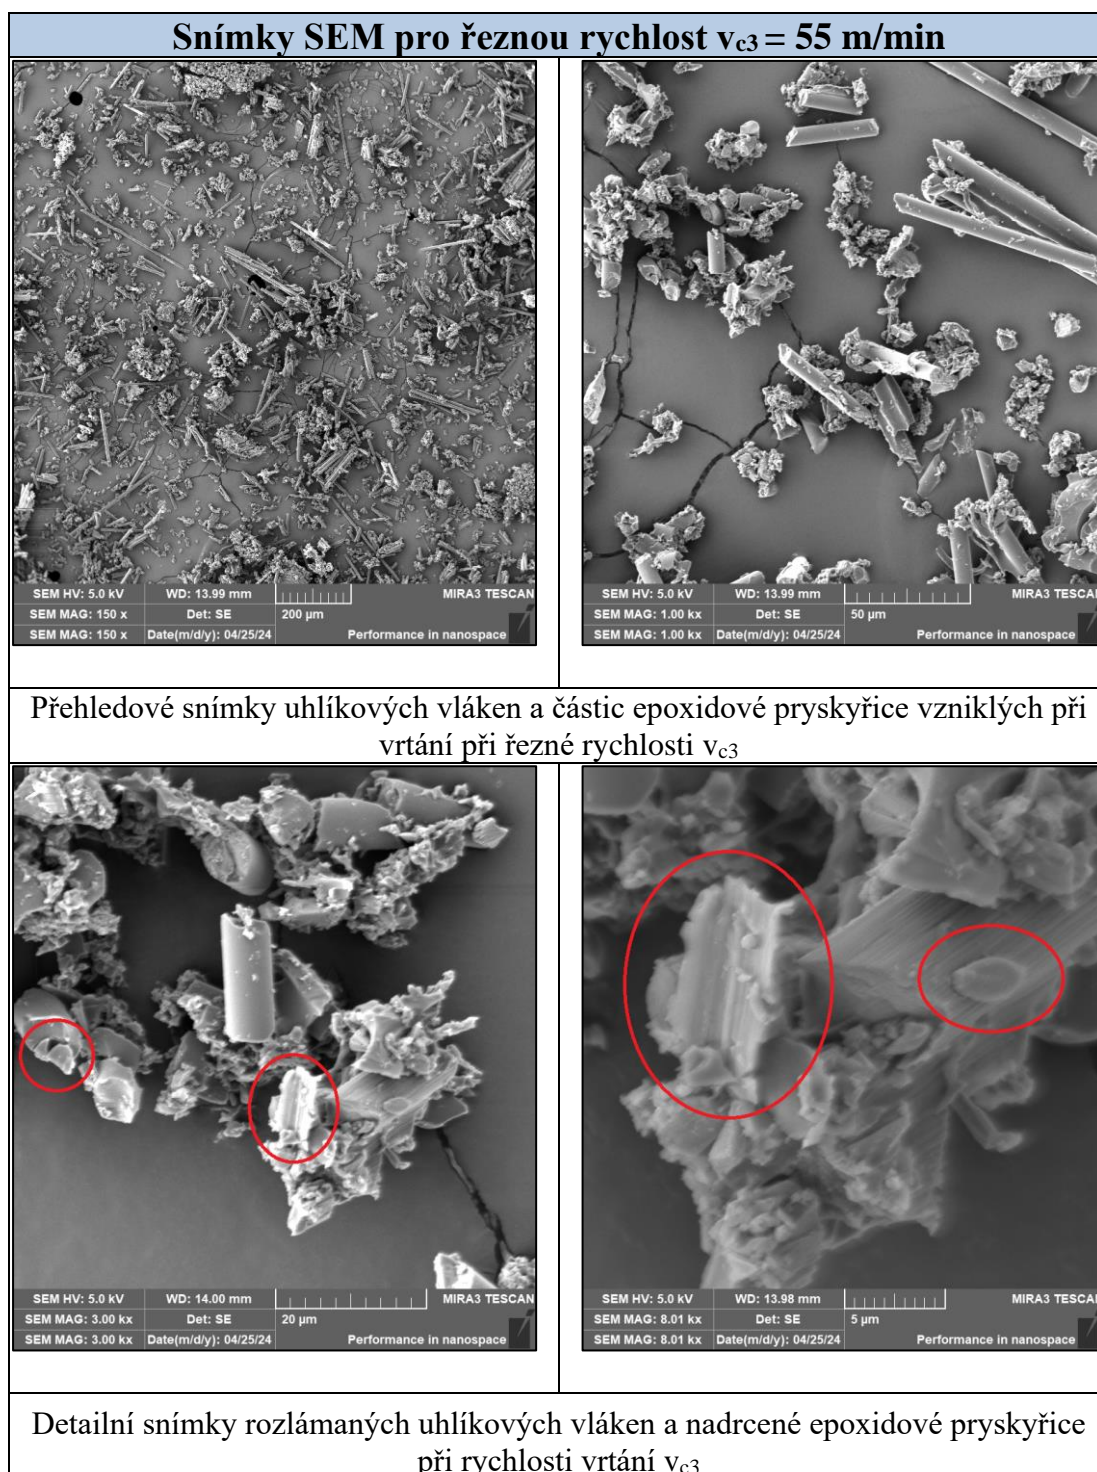 Snímky SEM pro řeznou rychlost vc3 = 55 m/min
SEM HV: 5.0 kV WD: 13.99 mm MIRA3 TESCAN
SEM MAG: 150 x Det: SE 200 µm
SEM MAG: 150 x Date(m/d/y): 04/25/24 Performance in nanospace
SEM HV: 5.0 kV WD: 13.99 mm MIRA3 TESCAN
SEM MAG: 1.00 kx Det: SE 50 µm
SEM MAG: 1.00 kx Date(m/d/y): 04/25/24 Performance in nanospace
Přehledové snímky uhlíkových vláken a částic epoxidové pryskyřice vzniklých při
vrtání při řezné rychlosti vc3
SEM HV: 5.0 kV WD: 14.00 mm MIRA3 TESCAN
SEM MAG: 3.00 kx Det: SE 20 µm
SEM MAG: 3.00 kx Date(m/d/y): 04/25/24 Performance in nanospace
SEM HV: 5.0 kV WD: 13.98 mm MIRA3 TESCAN
SEM MAG: 8.01 kx Det: SE 5 µm
SEM MAG: 8.01 kx Date(m/d/y): 04/25/24 Performance in nanospace
Detailní snímky rozlámaných uhlíkových vláken a nadrcené epoxidové pryskyřice
při rychlosti vrtání vc3